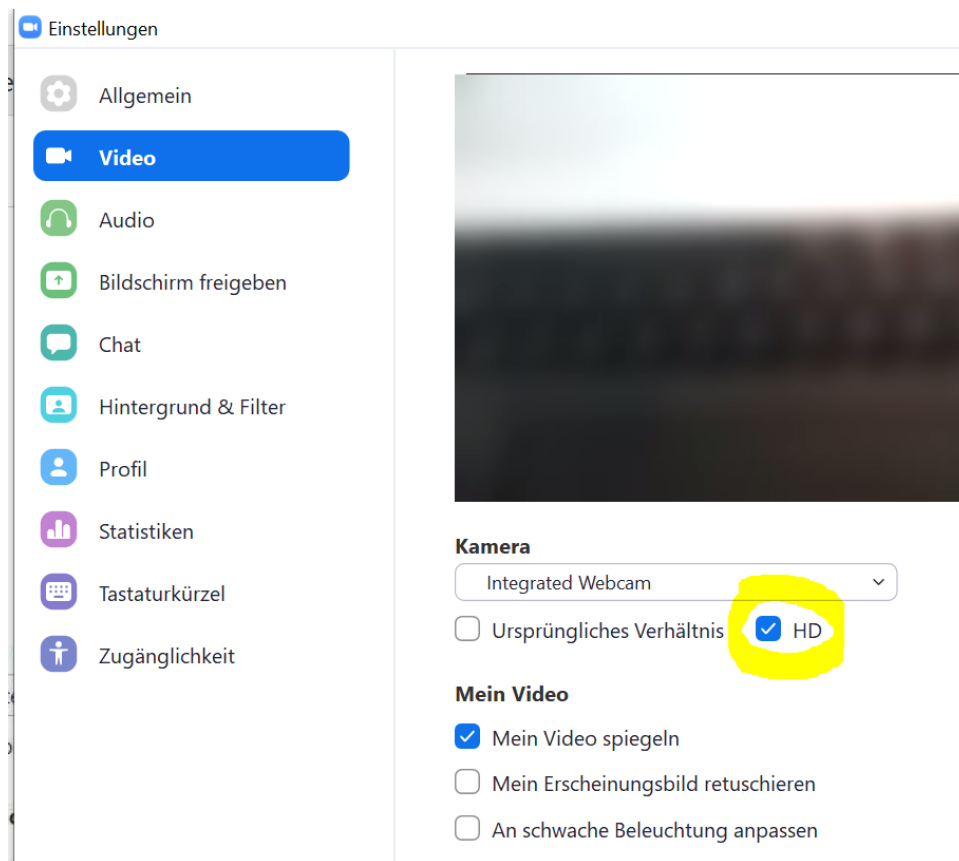 Einstellungen
Allgemein
Video
Audio
Bildschirm freigeben
Chat
Hintergrund & Filter
Profil
Statistiken
Tastaturkürzel
Zugänglichkeit
Kamera
Integrated Webcam
Ursprüngliches Verhältnis HD
Mein Video
Mein Video spiegeln
Mein Erscheinungsbild retuschieren
An schwache Beleuchtung anpassen